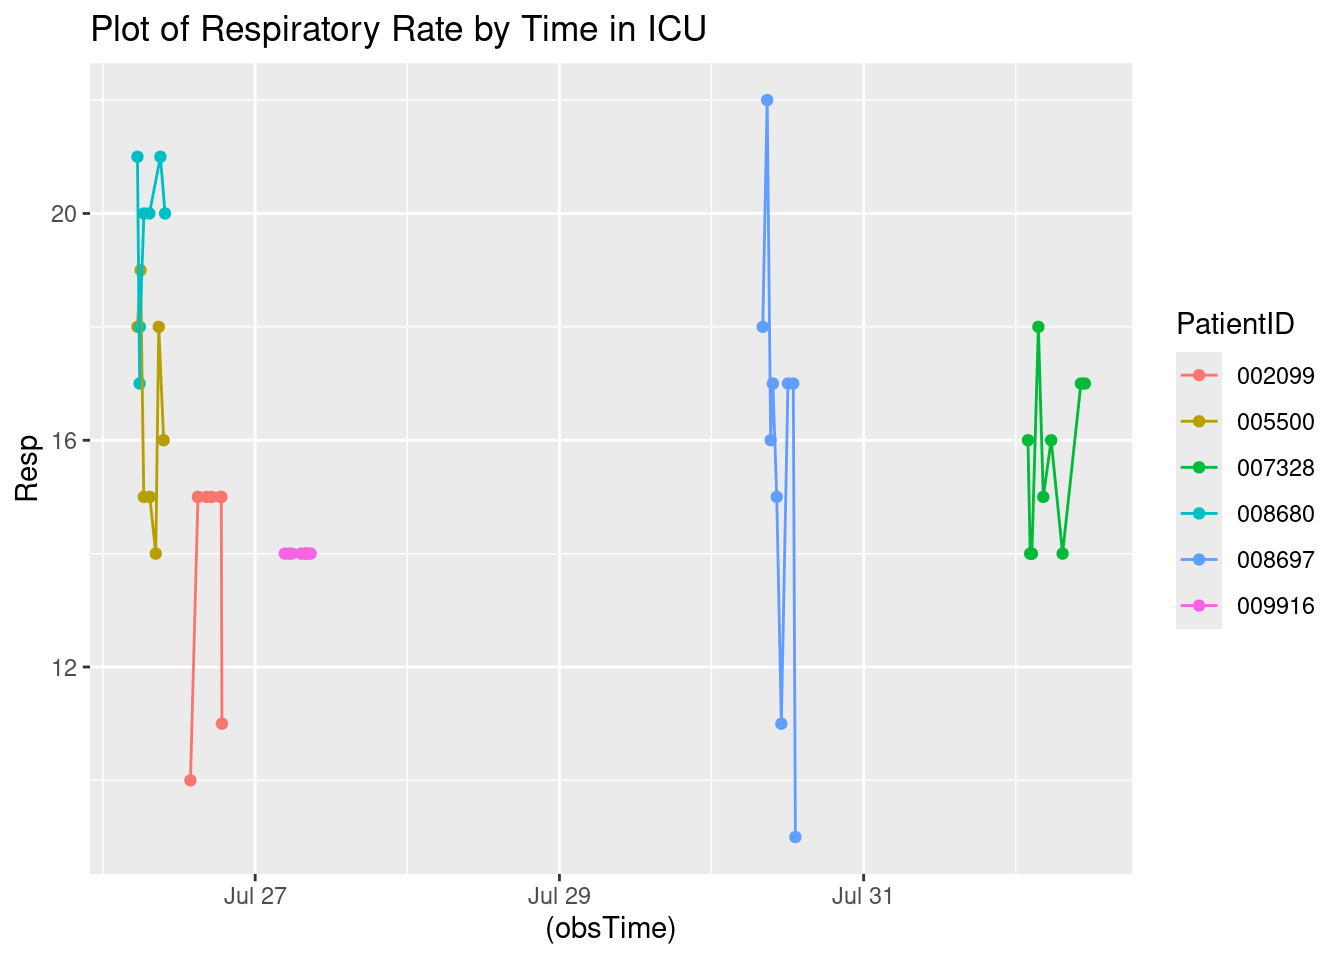 Plot of Respiratory Rate by Time in ICU
20
16
12
Resp
Jul 27
Jul 29
Jul 31
(obsTime)
PatientID
002099
005500
007328
008680
008697
009916